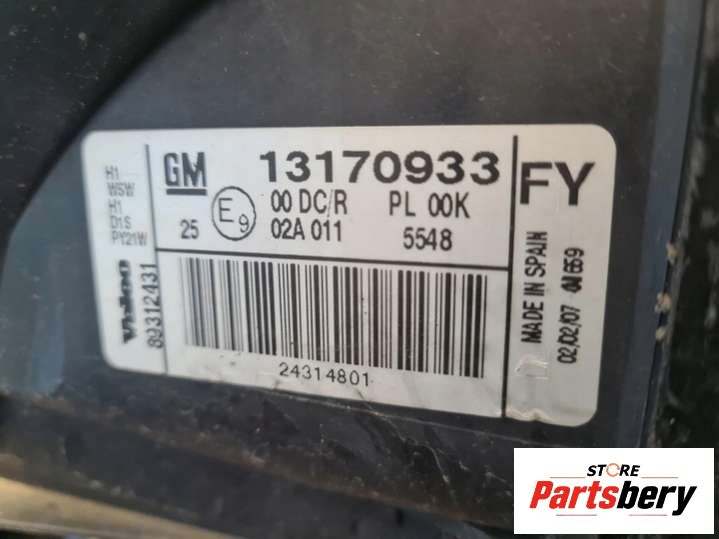 H1
W5W
H1
D1S
PY21W
Valeo
89312431
GM
13170933
FY
25
E9
00 DC/R PL 00K
02A 011 5548
24314801
MADE IN SPAIN
02/02/07
659
STORE
Partsbery